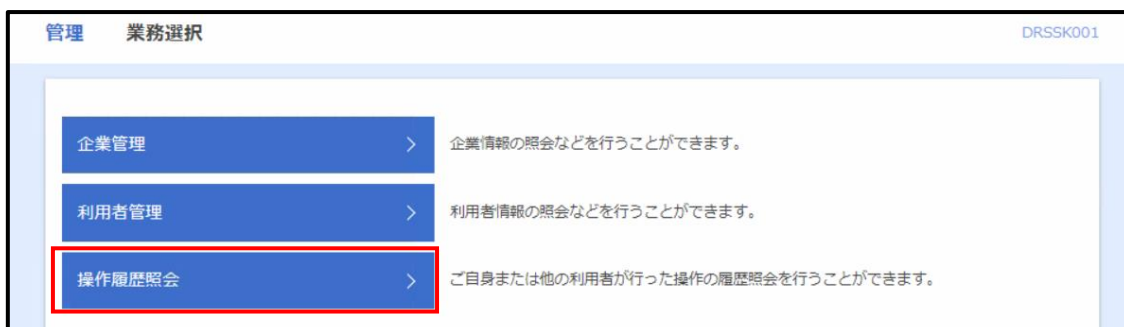 管理 業務選択 DRSSK001
企業管理 > 企業情報の照会などを行うことができます。
利用者管理 > 利用者情報の照会などを行うことができます。
操作履歴照会 > ご自身または他の利用者が行った操作の履歴照会を行うことができます。